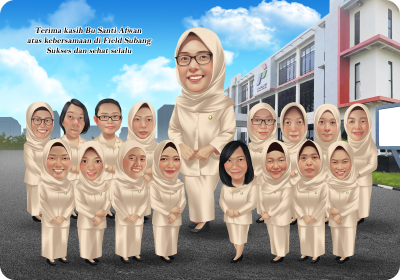 Terima kasih Bu Santi Afwan
atas kebersamaan di Field Subang
Sukses dan sehat selalu